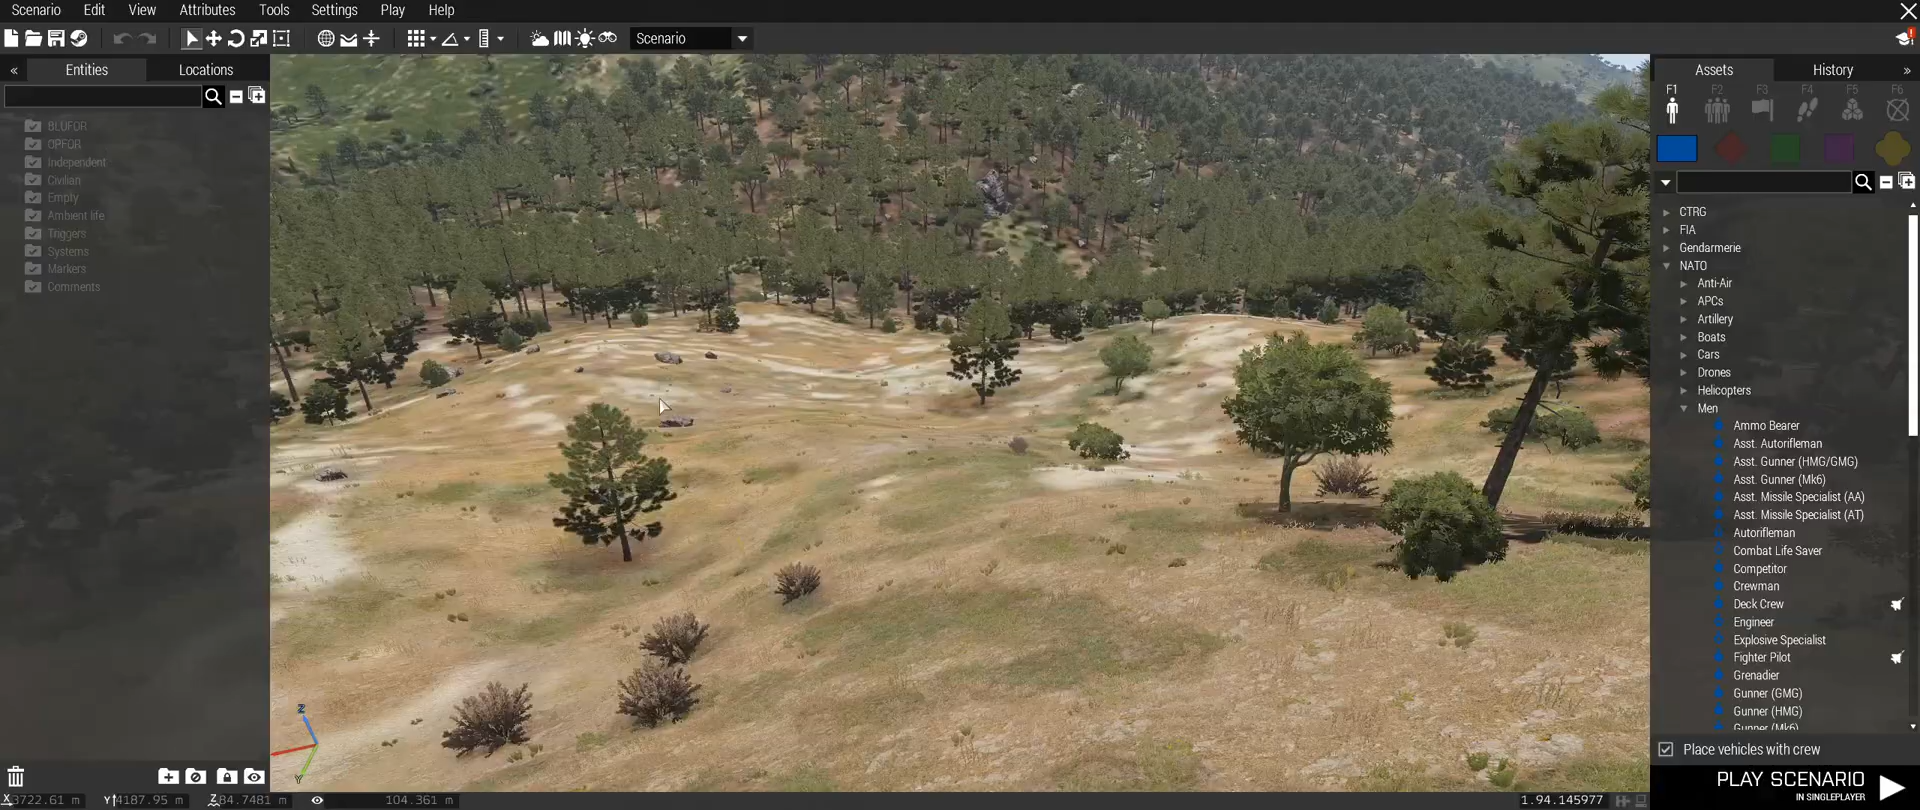 Scenario Edit View Attributes Tools Settings Play Help
Scenario
Entities Locations
BLUFOR
OPFOR
Independent
Civilian
Empty
Ambient life
Triggers
Systems
Markers
Comments
Z
Y
X 3722.61 m Y 4187.95 m Z 84.7481 m 104.361 m
1.94.145977
Assets History
F1 F2 F3 F4 F5 F6
CTRG
FIA
Gendarmerie
NATO
Anti-Air
APCs
Artillery
Boats
Cars
Drones
Helicopters
Men
Ammo Bearer
Asst. Autorifleman
Asst. Gunner (HMG/GMG)
Asst. Gunner (Mk6)
Asst. Missile Specialist (AA)
Asst. Missile Specialist (AT)
Autorifleman
Combat Life Saver
Competitor
Crewman
Deck Crew
Engineer
Explosive Specialist
Fighter Pilot
Grenadier
Gunner (GMG)
Gunner (HMG)
Gunner (Mk6)
Place vehicles with crew
PLAY SCENARIO
IN SINGLEPLAYER